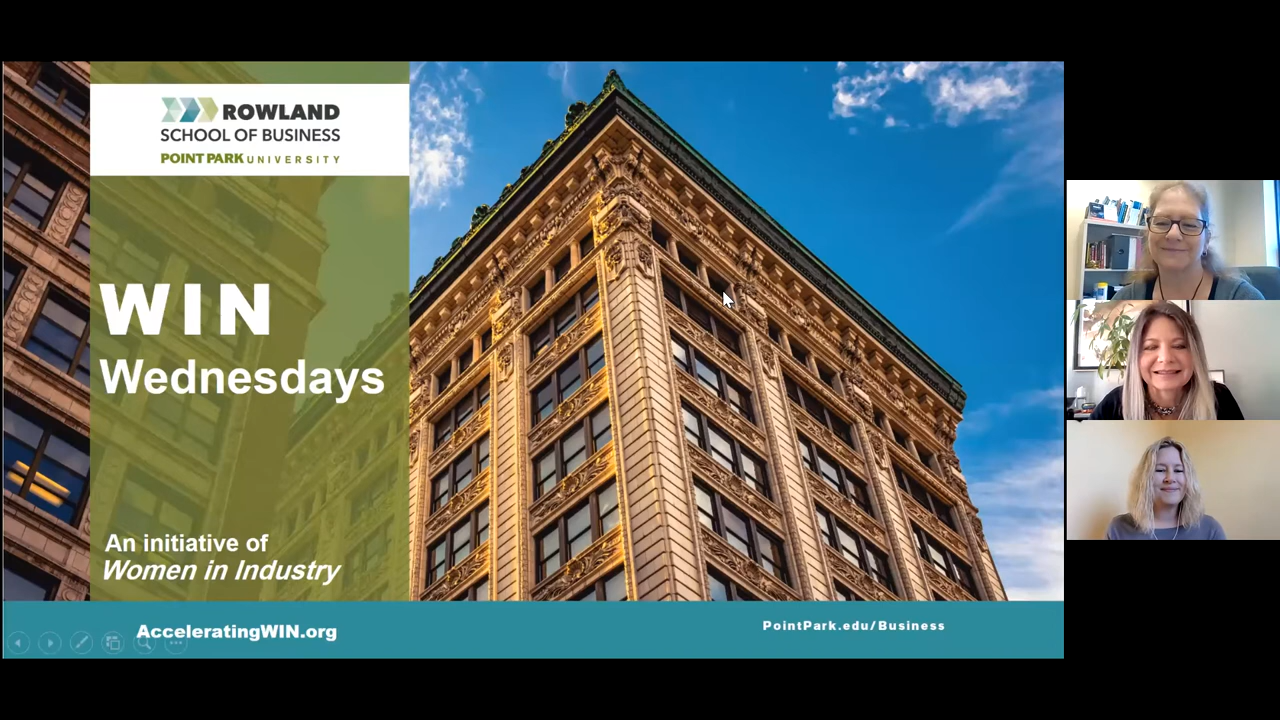 ROWLAND
SCHOOL OF BUSINESS
POINT PARK UNIVERSITY
WIN
Wednesdays
An initiative of
Women in Industry
AcceleratingWIN.org
PointPark.edu/Business